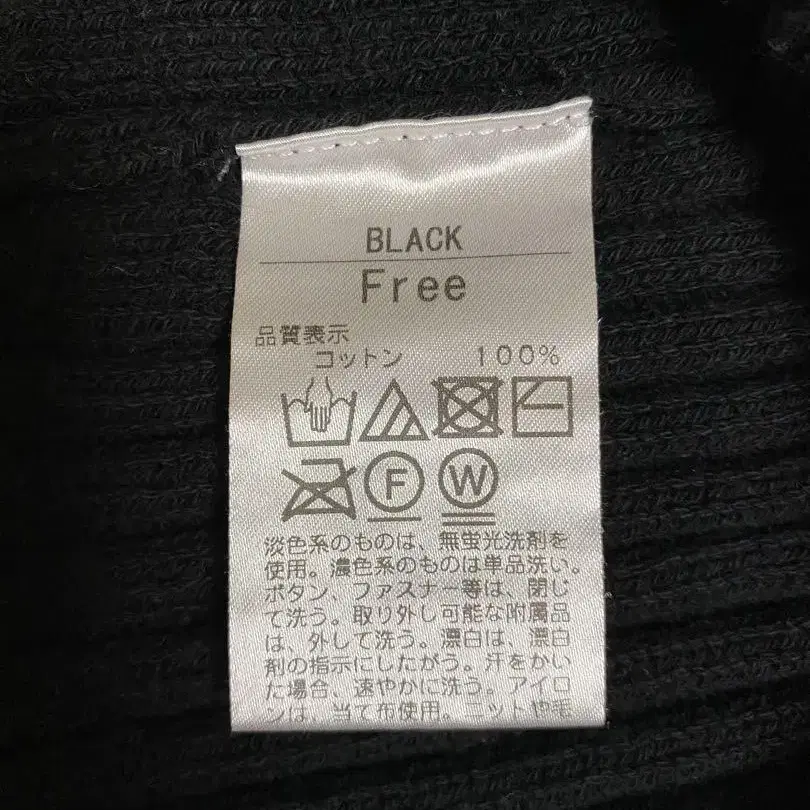 BLACK
Free
品質表示
コットン 100%
F W
淡色系のものは、無蛍光洗剤を
使用。濃色系のものは単品洗い。
ボタン、ファスナー等は、閉じ
て洗う。取り外し可能な附属品
は、外して洗う。漂白は、漂白
剤の指示にしたがう。汗をかい
た場合、速やかに洗う。アイロ
ンは、当て布使用。ニットや毛